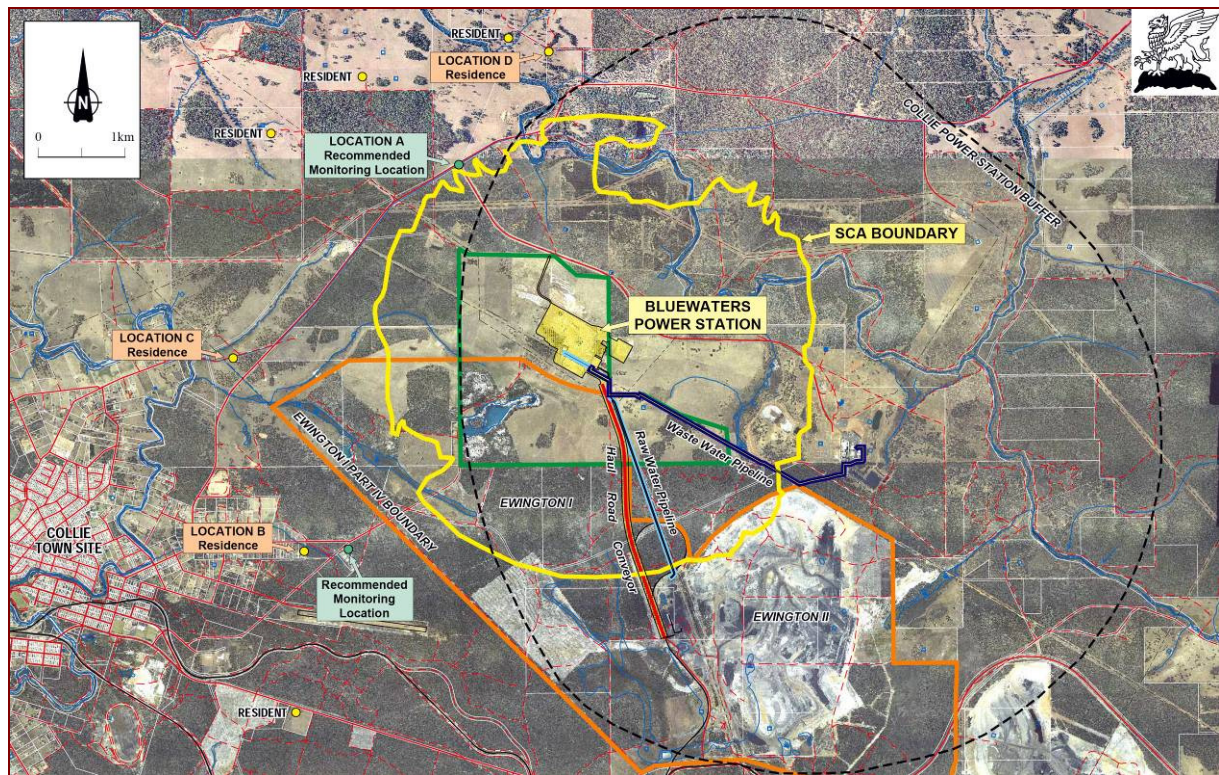 N
0
1km
RESIDENT
LOCATION D
Residence
RESIDENT
RESIDENT
LOCATION A
Recommended
Monitoring Location
COLLIE POWER STATION BUFFER
SCA BOUNDARY
BLUEWATERS
POWER STATION
LOCATION C
Residence
EWINGTON I PART IV BOUNDARY
EWINGTON I
Haul Road
Conveyor
Raw Water Pipeline
Waste Water Pipeline
COLLIE
TOWN SITE
LOCATION B
Residence
Recommended
Monitoring
Location
EWINGTON II
RESIDENT